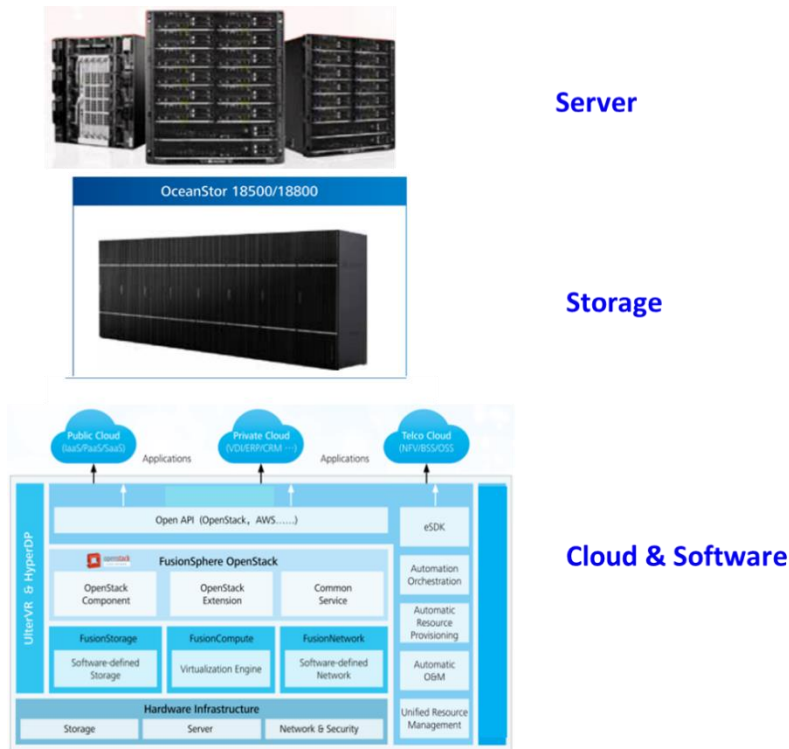 Server
OceanStor 18500/18800
Storage
Public Cloud
(IaaS/PaaS/SaaS)
Private Cloud
(VDI/ERP/CRM ···)
Telco Cloud
(NFV/BSS/OSS
Applications
Applications
UlterVR & HyperDP
Open API (OpenStack, AWS......)
eSDK
openstack
FusionSphere OpenStack
OpenStack
Component
OpenStack
Extension
Common
Service
Automation
Orchestration
Automatic
Resource
Provisioning
FusionStorage
Software-defined
Storage
FusionCompute
Virtualization Engine
FusionNetwork
Software-defined
Network
Automatic
O&M
Hardware Infrastructure
Storage
Server
Network & Security
Unified Resource
Management
Cloud & Software